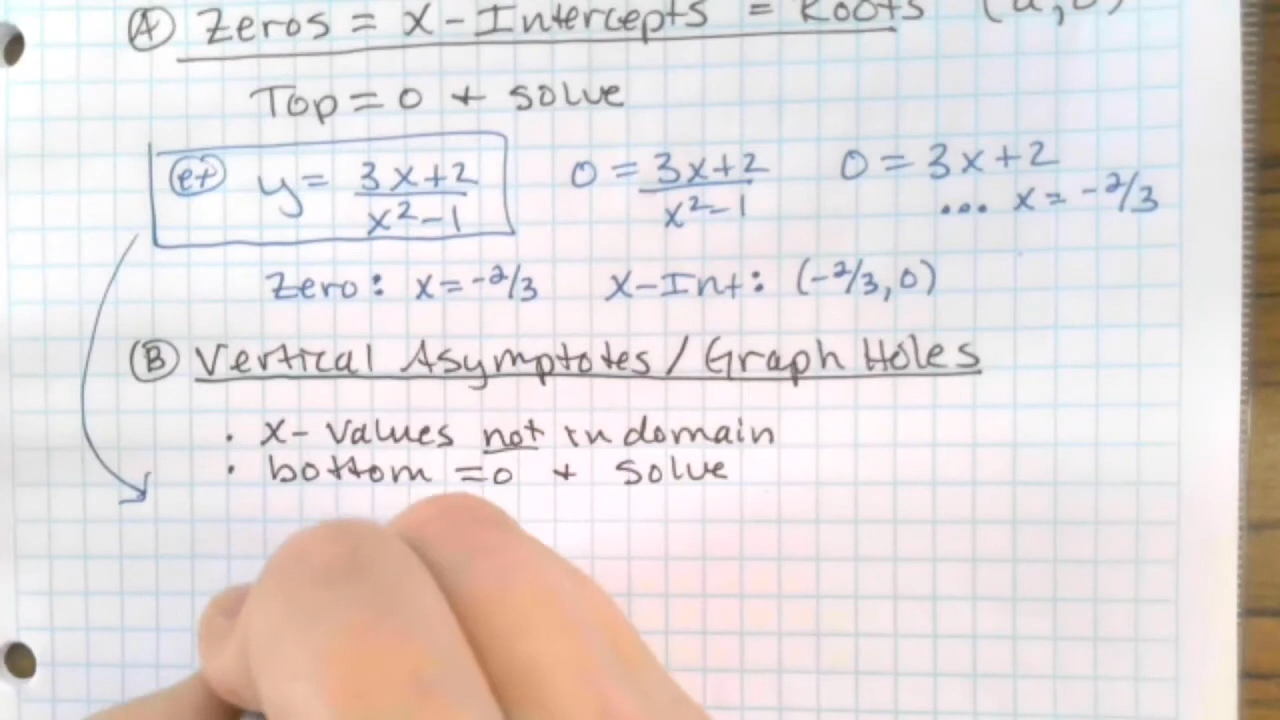 (A) Zeros = X-Intercepts = Roots (a,0)
Top = 0 + solve
(ex) y = 3x+2 / x²-1 0 = 3x+2 / x²-1 0 = 3x+2
... x = -2/3
Zero: x = -2/3 X-Int: (-2/3, 0)
(B) Vertical Asymptotes / Graph Holes
· x-values not in domain
· bottom = 0 + solve